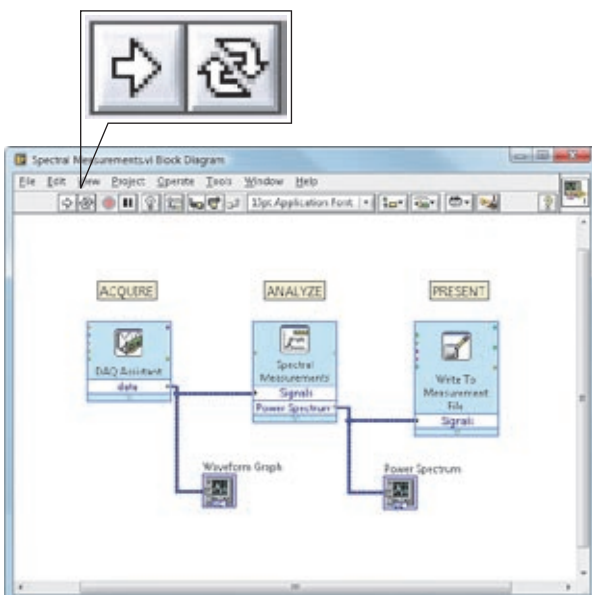 Spectral Measurements.vi Block Diagram
File Edit View Project Operate Tools Window Help
13pt Application Font
ACQUIRE ANALYZE PRESENT
DAQ Assistant
data
Spectral
Measurements
Signals
Power Spectrum
Write To
Measurement
File
Signals
Waveform Graph
Power Spectrum